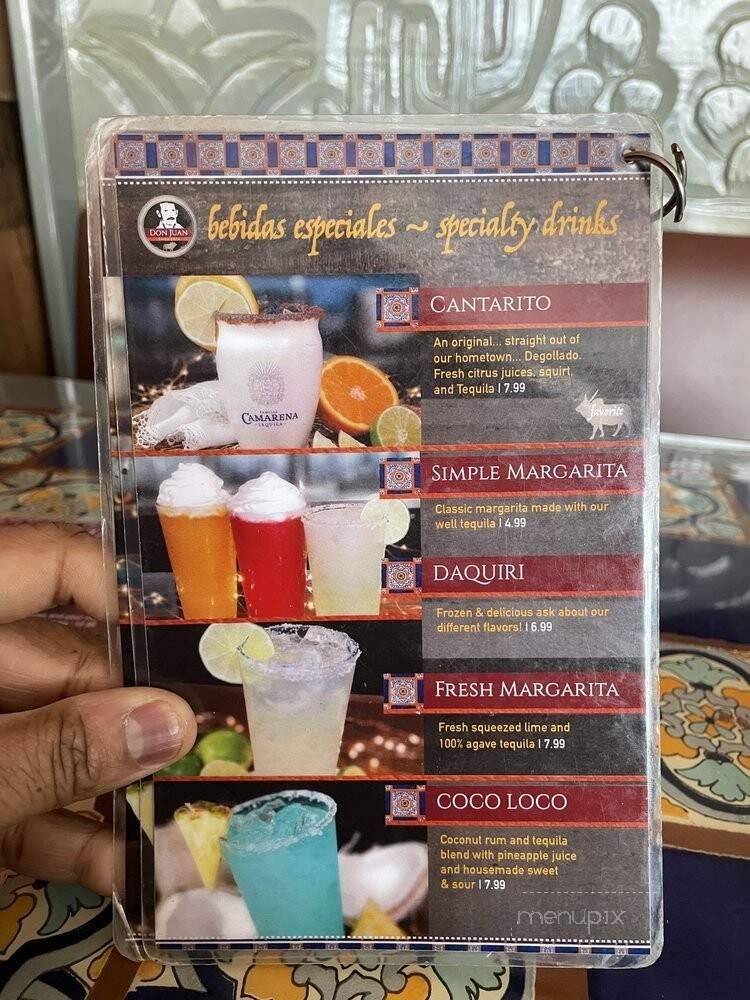 DON JUAN
TAQUERIA
bebidas especiales ~ specialty drinks
CANTARITO
An original... straight out of
our hometown... Degollado.
Fresh citrus juices, squirt,
and Tequila | 7.99
favorite
FAMILIA
CAMARENA
TEQUILA
SIMPLE MARGARITA
Classic margarita made with our
well tequila | 4.99
DAQUIRI
Frozen & delicious ask about our
different flavors! | 6.99
FRESH MARGARITA
Fresh squeezed lime and
100% agave tequila | 7.99
COCO LOCO
Coconut rum and tequila
blend with pineapple juice
and housemade sweet
& sour | 7.99
menupix